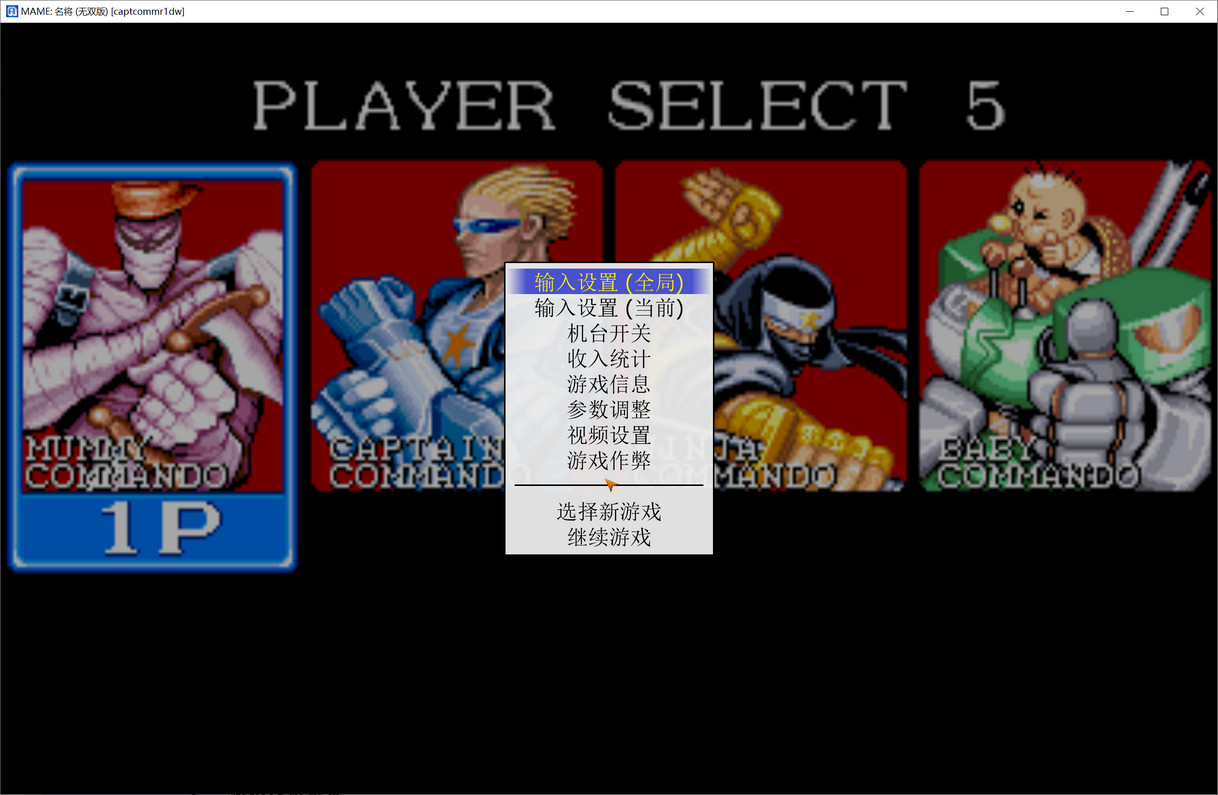 MAME: 名将 (无双版) [captcommr1dw]
PLAYER SELECT 5
输入设置 (全局)
输入设置 (当前)
机台开关
收入统计
游戏信息
参数调整
视频设置
游戏作弊
选择新游戏
继续游戏
MUMMY
COMMANDO
1P
CAPTAIN
COMMANDO
NINJA
COMMANDO
BABY
COMMANDO